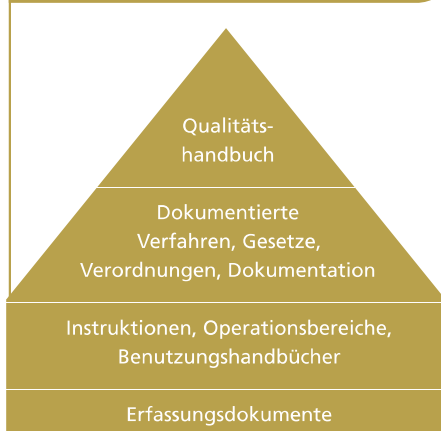 Qualitäts-
handbuch
Dokumentierte
Verfahren, Gesetze,
Verordnungen, Dokumentation
Instruktionen, Operationsbereiche,
Benutzungshandbücher
Erfassungsdokumente